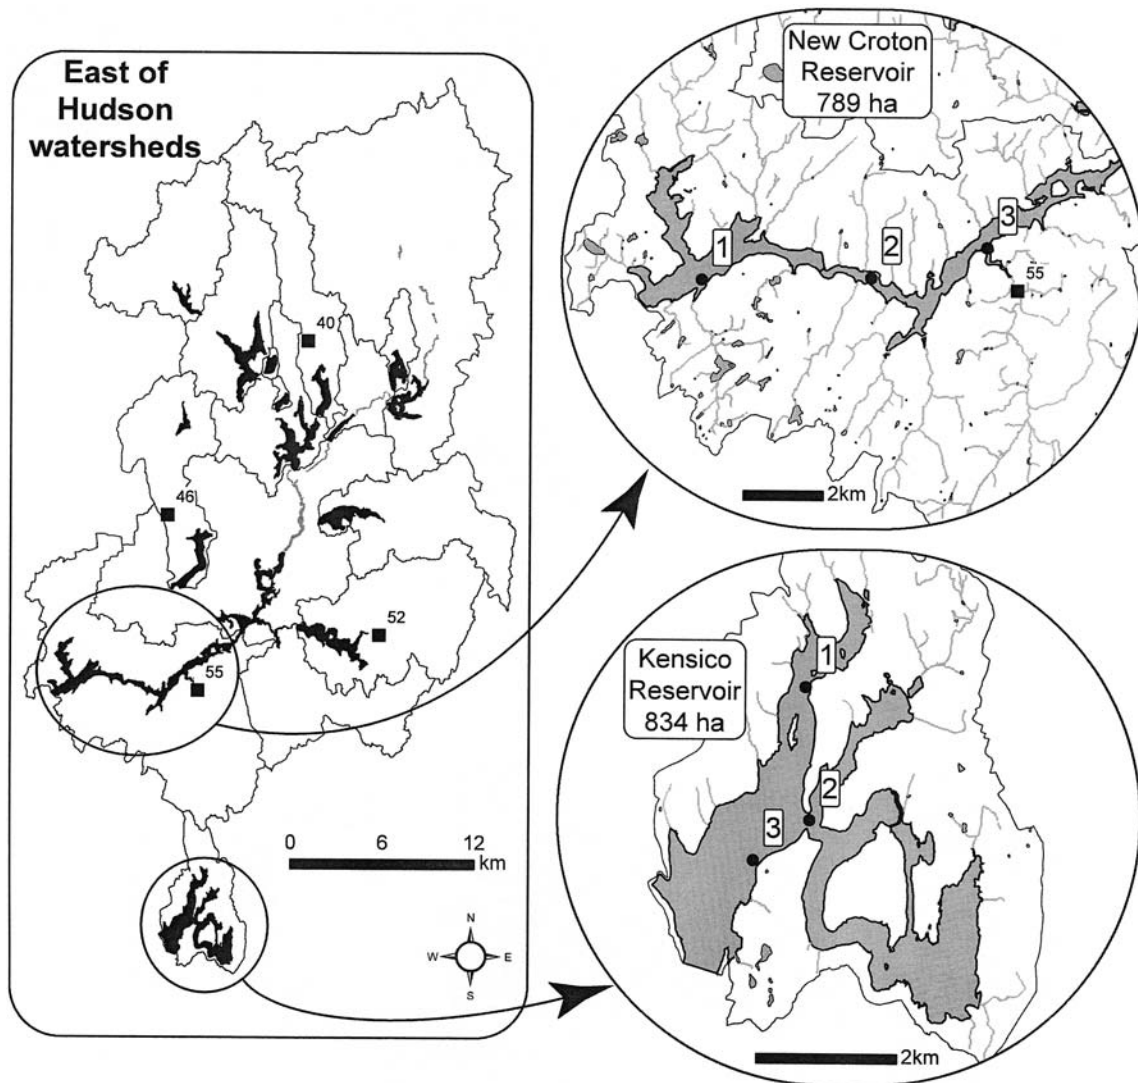 East of
Hudson
watersheds
40
46
52
55
0 6 12
km
N
W E
S
New Croton
Reservoir
789 ha
1
2
3
55
2km
Kensico
Reservoir
834 ha
1
2
3
2km